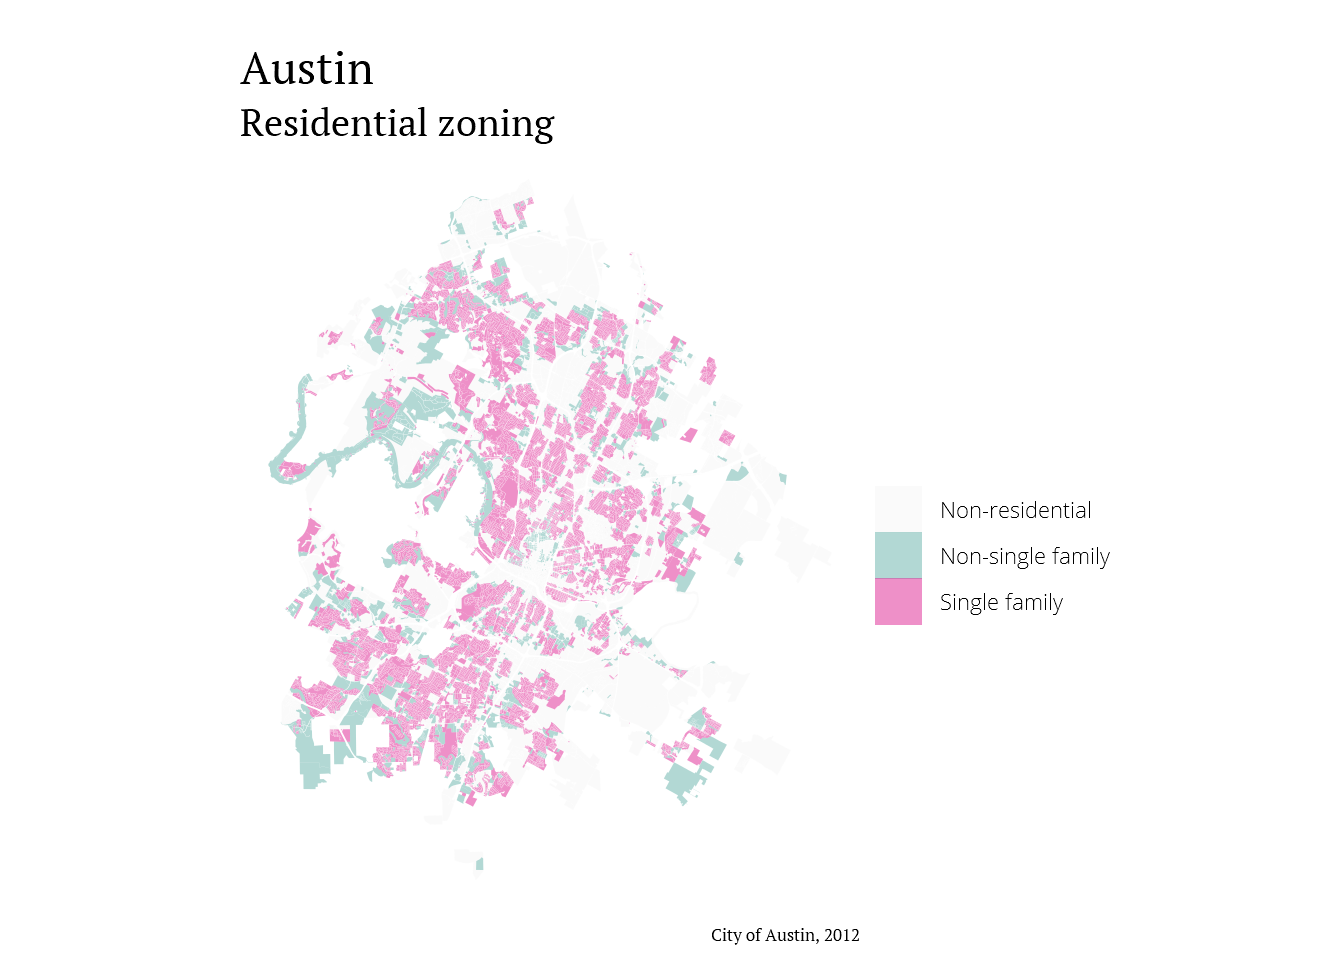 Austin
Residential zoning
Non-residential
Non-single family
Single family
City of Austin, 2012